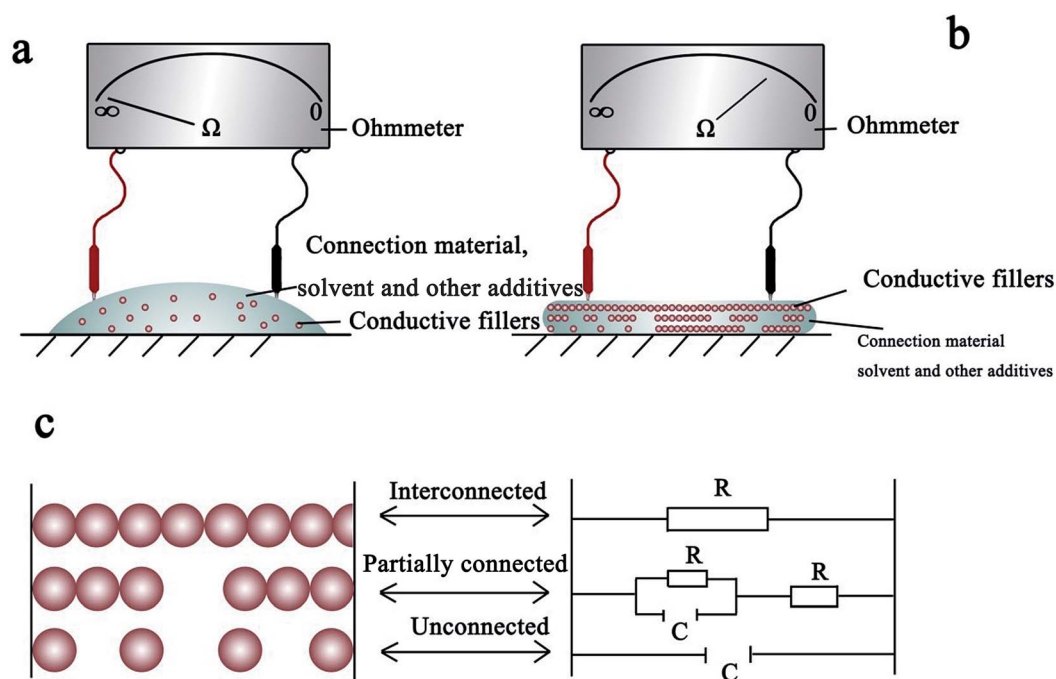 a
∞
0
Ω
Ohmmeter
Connection material,
solvent and other additives
Conductive fillers
b
∞
0
Ω
Ohmmeter
Conductive fillers
Connection material
solvent and other additives
c
Interconnected
R
Partially connected
R
R
C
Unconnected
C